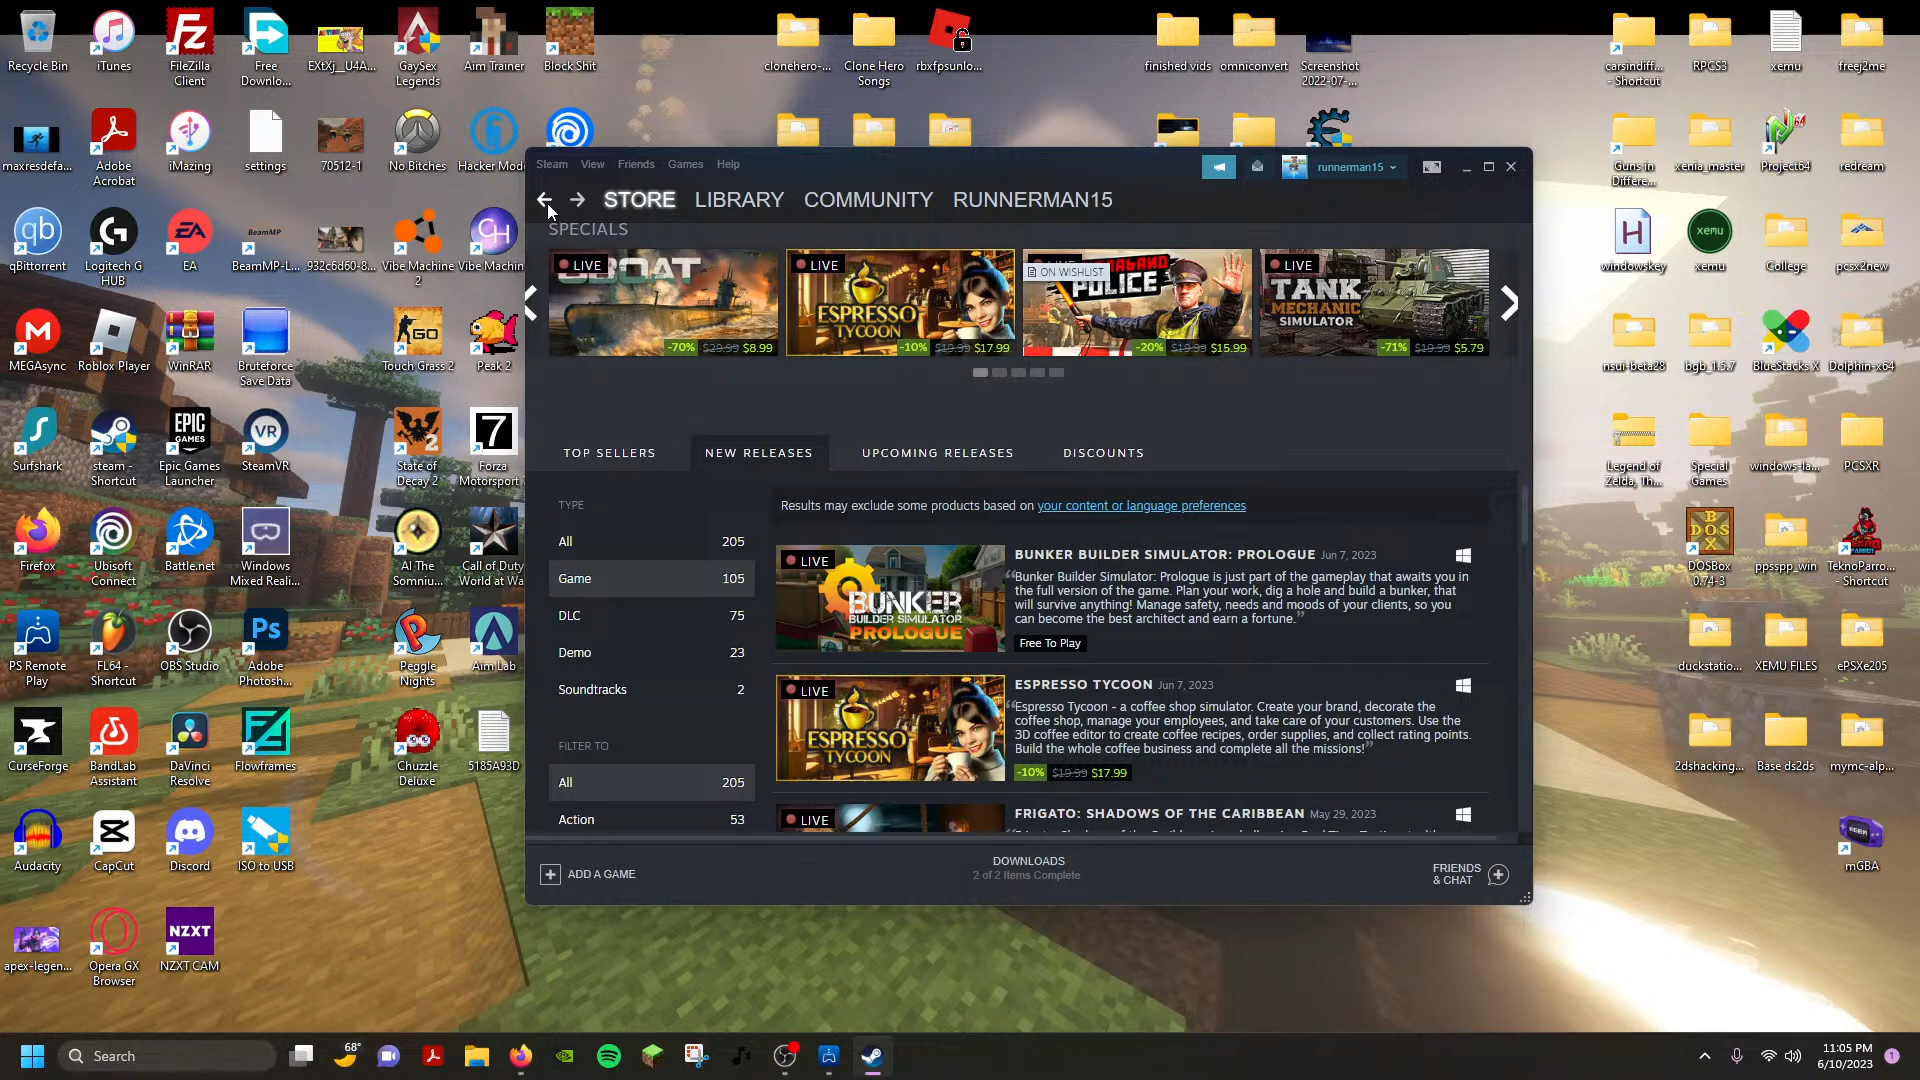 Recycle Bin
iTunes
FileZilla
Client
Free
Downlo...
EXtXj__U4A...
GaySex
Legends
Aim Trainer
Block Shit
clonehero-...
Clone Hero
Songs
rbxfpsunlo...
finished vids
omniconvert
Screenshot
2022-07-...
carsindiff...
- Shortcut
RPCS3
xemu
freej2me
maxresdefa...
Adobe
Acrobat
iMazing
settings
70512-1
No Bitches
Hacker Mod
Guns in
Differe...
xenia_master
Project64
redream
qBittorrent
Logitech G
HUB
EA
BeamMP-L...
932c6d60-8...
Vibe Machine
2
Vibe Machin
windowskey
xemu
College
pcsx2new
MEGAsync
Roblox Player
WinRAR
Bruteforce
Save Data
Touch Grass 2
Peak 2
nsui-beta28
bgb_1.5.7
BlueStacks X
Dolphin-x64
Surfshark
steam -
Shortcut
Epic Games
Launcher
SteamVR
State of
Decay 2
Forza
Motorsport
Legend of
Zelda, Th...
Special
Games
windows-la...
PCSXR
Firefox
Ubisoft
Connect
Battle.net
Windows
Mixed Reali...
AI The
Somniu...
Call of Duty
World at Wa
DOSBox
0.74-3
ppsspp_win
TeknoParro...
- Shortcut
PS Remote
Play
FL64 -
Shortcut
OBS Studio
Adobe
Photosh...
Peggle
Nights
Aim Lab
duckstatio...
XEMU FILES
ePSXe205
CurseForge
BandLab
Assistant
DaVinci
Resolve
Flowframes
Chuzzle
Deluxe
5185A93D
2dshacking...
Base ds2ds
mymc-alp...
Audacity
CapCut
Discord
ISO to USB
mGBA
apex-legen...
Opera GX
Browser
NZXT
NZXT CAM
Steam View Friends Games Help
runnerman15
STORE LIBRARY COMMUNITY RUNNERMAN15
SPECIALS
LIVE
UBOAT
-70% $29.99 $8.99
LIVE
ESPRESSO
TYCOON
-10% $19.99 $17.99
ON WISHLIST
POLICE
-20% $19.99 $15.99
LIVE
TANK
MECHANIC
SIMULATOR
-71% $19.99 $5.79
TOP SELLERS NEW RELEASES UPCOMING RELEASES DISCOUNTS
TYPE
All 205
Game 105
DLC 75
Demo 23
Soundtracks 2
FILTER TO
All 205
Action 53
Results may exclude some products based on your content or language preferences
LIVE
BUNKER
BUILDER SIMULATOR
PROLOGUE
BUNKER BUILDER SIMULATOR: PROLOGUE Jun 7, 2023
“Bunker Builder Simulator: Prologue is just part of the gameplay that awaits you in
the full version of the game. Plan your work, dig a hole and build a bunker, that
will survive anything! Manage safety, needs and moods of your clients, so you
can become the best architect and earn a fortune.”
Free To Play
LIVE
ESPRESSO
TYCOON
ESPRESSO TYCOON Jun 7, 2023
“Espresso Tycoon - a coffee shop simulator. Create your brand, decorate the
coffee shop, manage your employees, and take care of your customers. Use the
3D coffee editor to create coffee recipes, order supplies, and collect rating points.
Build the whole coffee business and complete all the missions!”
-10% $19.99 $17.99
LIVE
FRIGATO: SHADOWS OF THE CARIBBEAN May 29, 2023
ADD A GAME
DOWNLOADS
2 of 2 Items Complete
FRIENDS
& CHAT
Search
68°
11:05 PM
6/10/2023
1